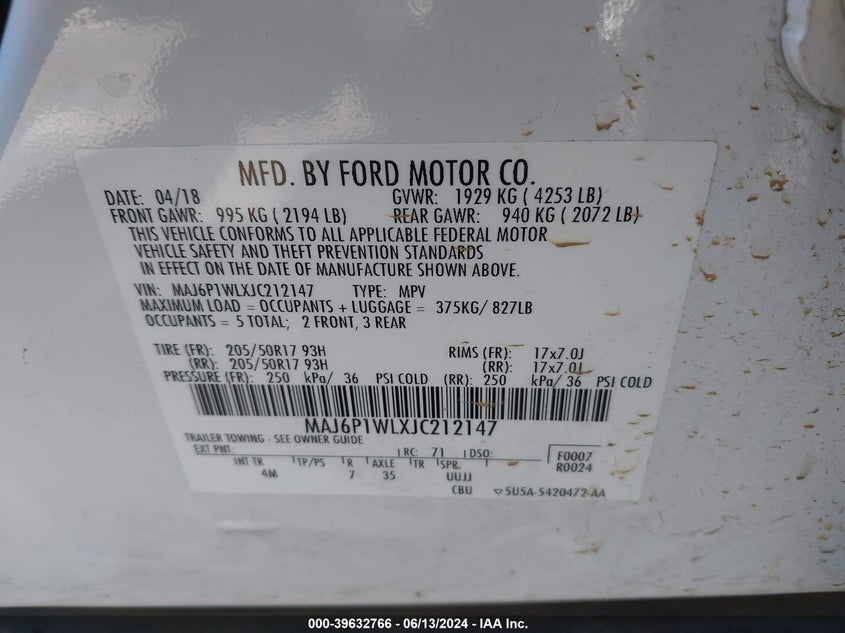 MFD. BY FORD MOTOR CO.
DATE: 04/18 GVWR: 1929 KG ( 4253 LB)
FRONT GAWR: 995 KG ( 2194 LB) REAR GAWR: 940 KG ( 2072 LB)
THIS VEHICLE CONFORMS TO ALL APPLICABLE FEDERAL MOTOR
VEHICLE SAFETY AND THEFT PREVENTION STANDARDS
IN EFFECT ON THE DATE OF MANUFACTURE SHOWN ABOVE.
VIN: MAJ6P1WLXJC212147 TYPE: MPV
MAXIMUM LOAD = OCCUPANTS + LUGGAGE = 375KG/ 827LB
OCCUPANTS = 5 TOTAL; 2 FRONT, 3 REAR
TIRE (FR): 205/50R17 93H RIMS (FR): 17x7.0J
(RR): 205/50R17 93H (RR): 17x7.0J
PRESSURE (FR): 250 kPa/ 36 PSI COLD (RR): 250 kPa/ 36 PSI COLD
MAJ6P1WLXJC212147
TRAILER TOWING - SEE OWNER GUIDE
EXT PNT: RC: 71 DSO: F0007
INT TR TP/PS R AXLE TR SPR R0024
4M 7 35 UUJJ
CBU 5U5A-5420472-AA
000-39632766 / 06/13/2024 - IAA Inc.